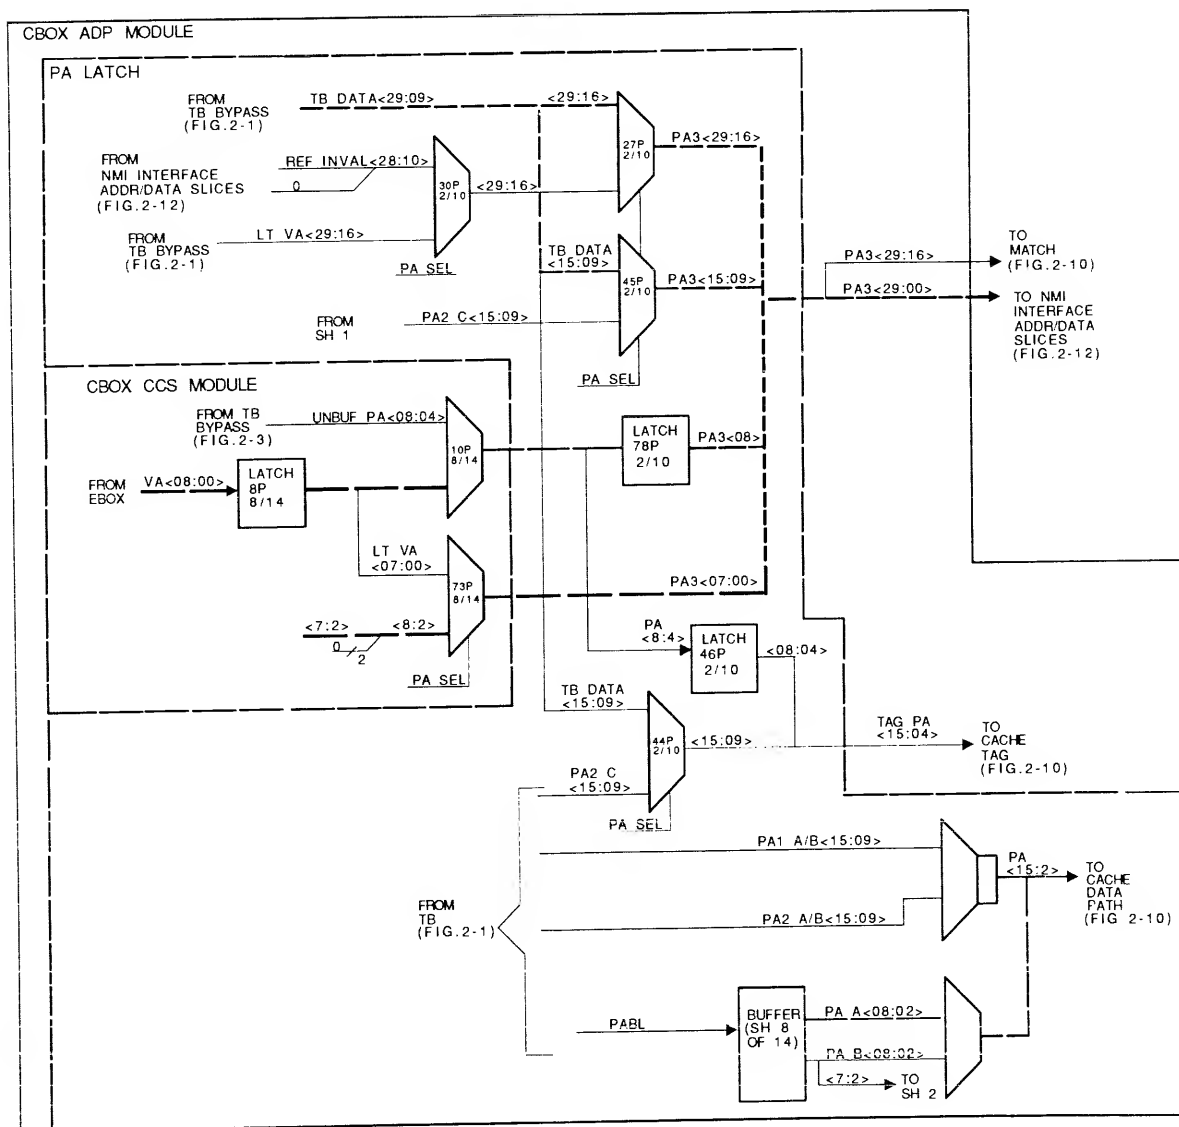 CBOX ADP MODULE
PA LATCH
FROM
TB BYPASS
(FIG.2-1)
TB DATA<29:09>
<29:16>
27P
2/10
PA3<29:16>
FROM
NMI INTERFACE
ADDR/DATA SLICES
(FIG.2-12)
REF INVAL<28:10>
0
30P
2/10
<29:16>
FROM
TB BYPASS
(FIG.2-1)
LT VA<29:16>
PA SEL
TB DATA
<15:09>
45P
2/10
PA3<15:09>
FROM
SH 1
PA2 C<15:09>
PA SEL
PA3<29:16>
TO
MATCH
(FIG.2-10)
PA3<29:00>
TO NMI
INTERFACE
ADDR/DATA
SLICES
(FIG.2-12)
CBOX CCS MODULE
FROM TB
BYPASS
(FIG.2-3)
UNBUF PA<08:04>
10P
8/14
LATCH
78P
2/10
PA3<08>
FROM
EBOX
VA<08:00>
LATCH
8P
8/14
LT VA
<07:00>
73P
8/14
PA3<07:00>
<7:2>
0
2
<8:2>
PA SEL
PA
<8:4>
LATCH
46P
2/10
<08:04>
TB DATA
<15:09>
44P
2/10
<15:09>
TAG PA
<15:04>
TO
CACHE
TAG
(FIG.2-10)
PA2 C
<15:09>
PA SEL
FROM
TB
(FIG.2-1)
PA1 A/B<15:09>
PA2 A/B<15:09>
PA
<15:2>
TO
CACHE
DATA
PATH
(FIG 2-10)
PABL
BUFFER
(SH 8
OF 14)
PA A<08:02>
PA B<08:02>
<7:2>
TO
SH 2